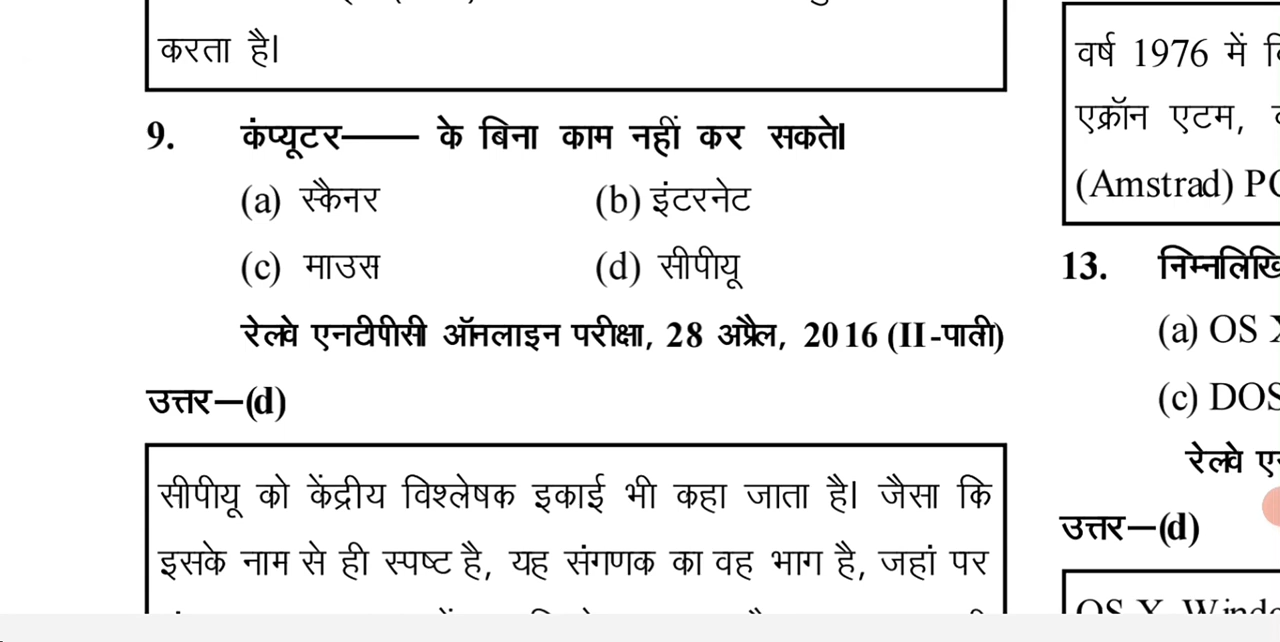 करता है।
9. कंप्यूटर—— के बिना काम नहीं कर सकते।
(a) स्कैनर (b) इंटरनेट
(c) माउस (d) सीपीयू
रेलवे एनटीपीसी ऑनलाइन परीक्षा, 28 अप्रैल, 2016 (II-पाली)
उत्तर—(d)
सीपीयू को केंद्रीय विश्लेषक इकाई भी कहा जाता है। जैसा कि
इसके नाम से ही स्पष्ट है, यह संगणक का वह भाग है, जहां पर
वर्ष 1976 में
एक्रॉन एटम,
(Amstrad)
13.
(a) OS
(c) DOS
रेलवे
उत्तर—(d)
OS X